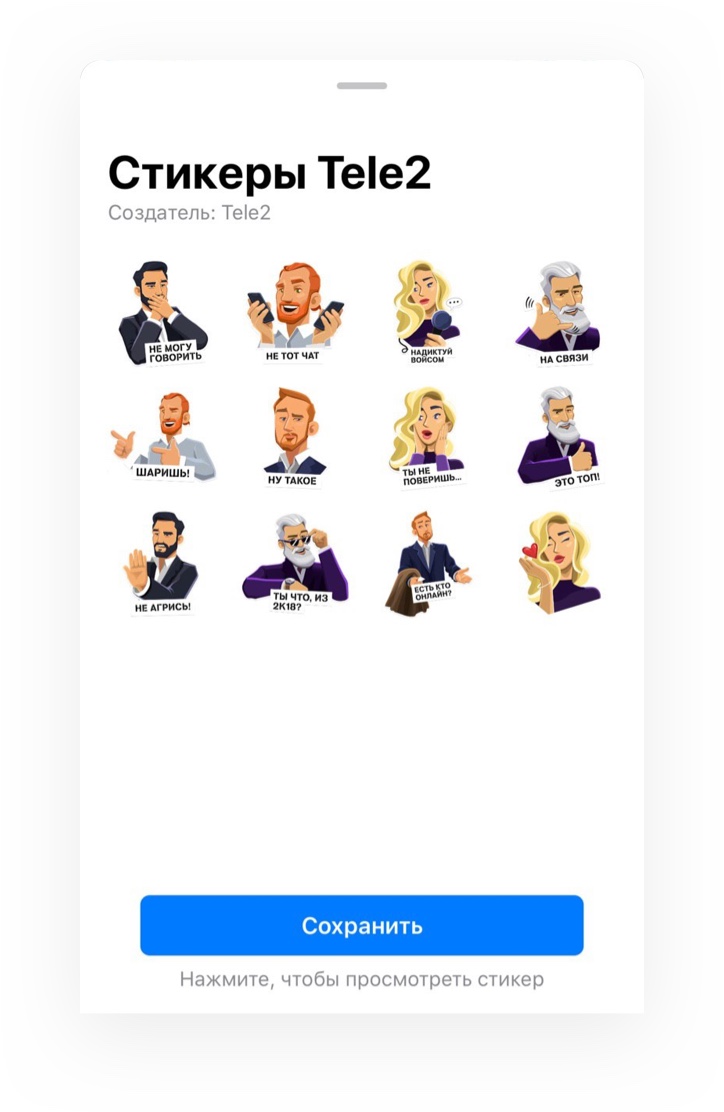 Стикеры Tele2
Создатель: Tele2
НЕ МОГУ
ГОВОРИТЬ
НЕ ТОТ ЧАТ
НАДИКТУЙ
ВОЙСОМ
НА СВЯЗИ
ШАРИШЬ!
НУ ТАКОЕ
ТЫ НЕ
ПОВЕРИШЬ...
ЭТО ТОП!
НЕ АГРИСЬ!
ТЫ ЧТО, ИЗ
2К18?
ЕСТЬ КТО
ОНЛАЙН?
Сохранить
Нажмите, чтобы просмотреть стикер